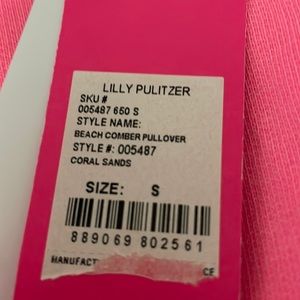 LILLY PULITZER
SKU #
005487 650 S
STYLE NAME:
BEACH COMBER PULLOVER
STYLE #: 005487
CORAL SANDS
SIZE: S
889069 802561